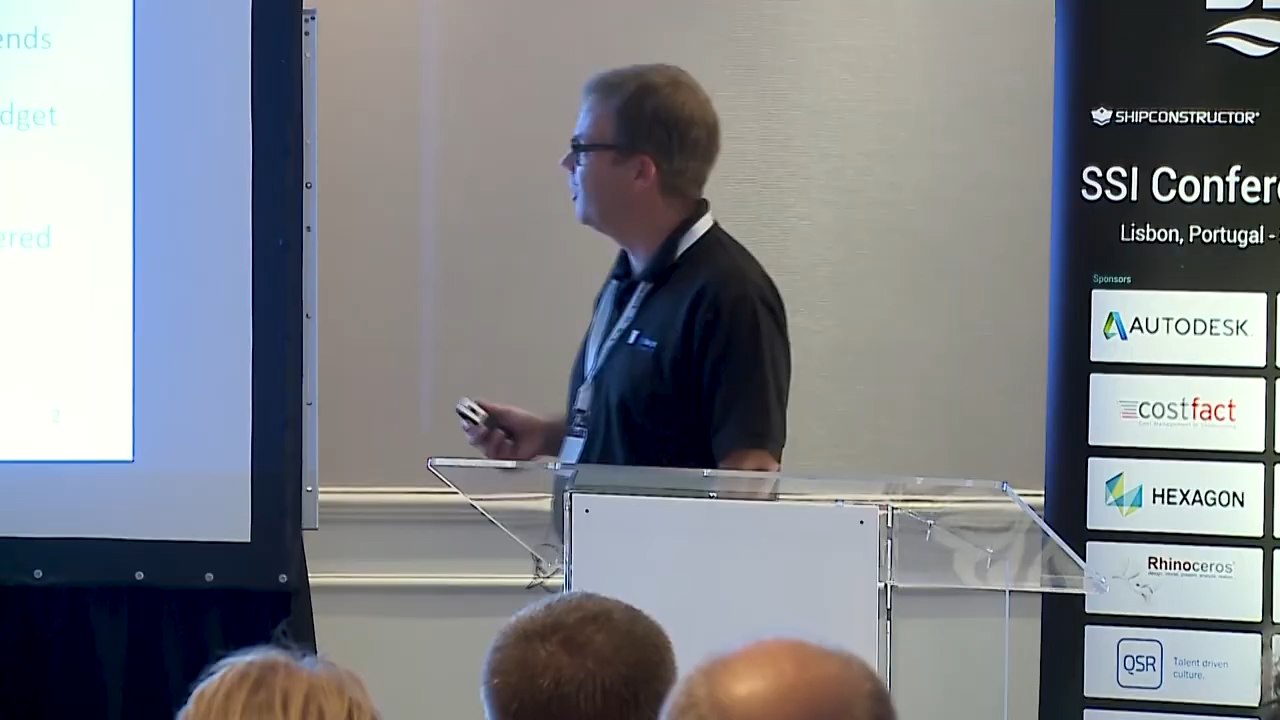 ends
dget
ered
SHIPCONSTRUCTOR
SSI Confer
Lisbon, Portugal -
Sponsors
AUTODESK
costfact
HEXAGON
Rhinoceros
QSR
Talent driven
culture.